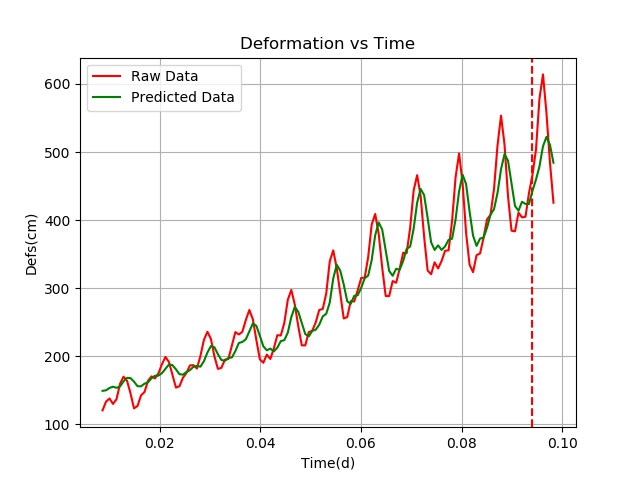 Deformation vs Time
Raw Data
Predicted Data
600
500
400
300
200
100
Defs(cm)
0.02 0.04 0.06 0.08 0.10
Time(d)